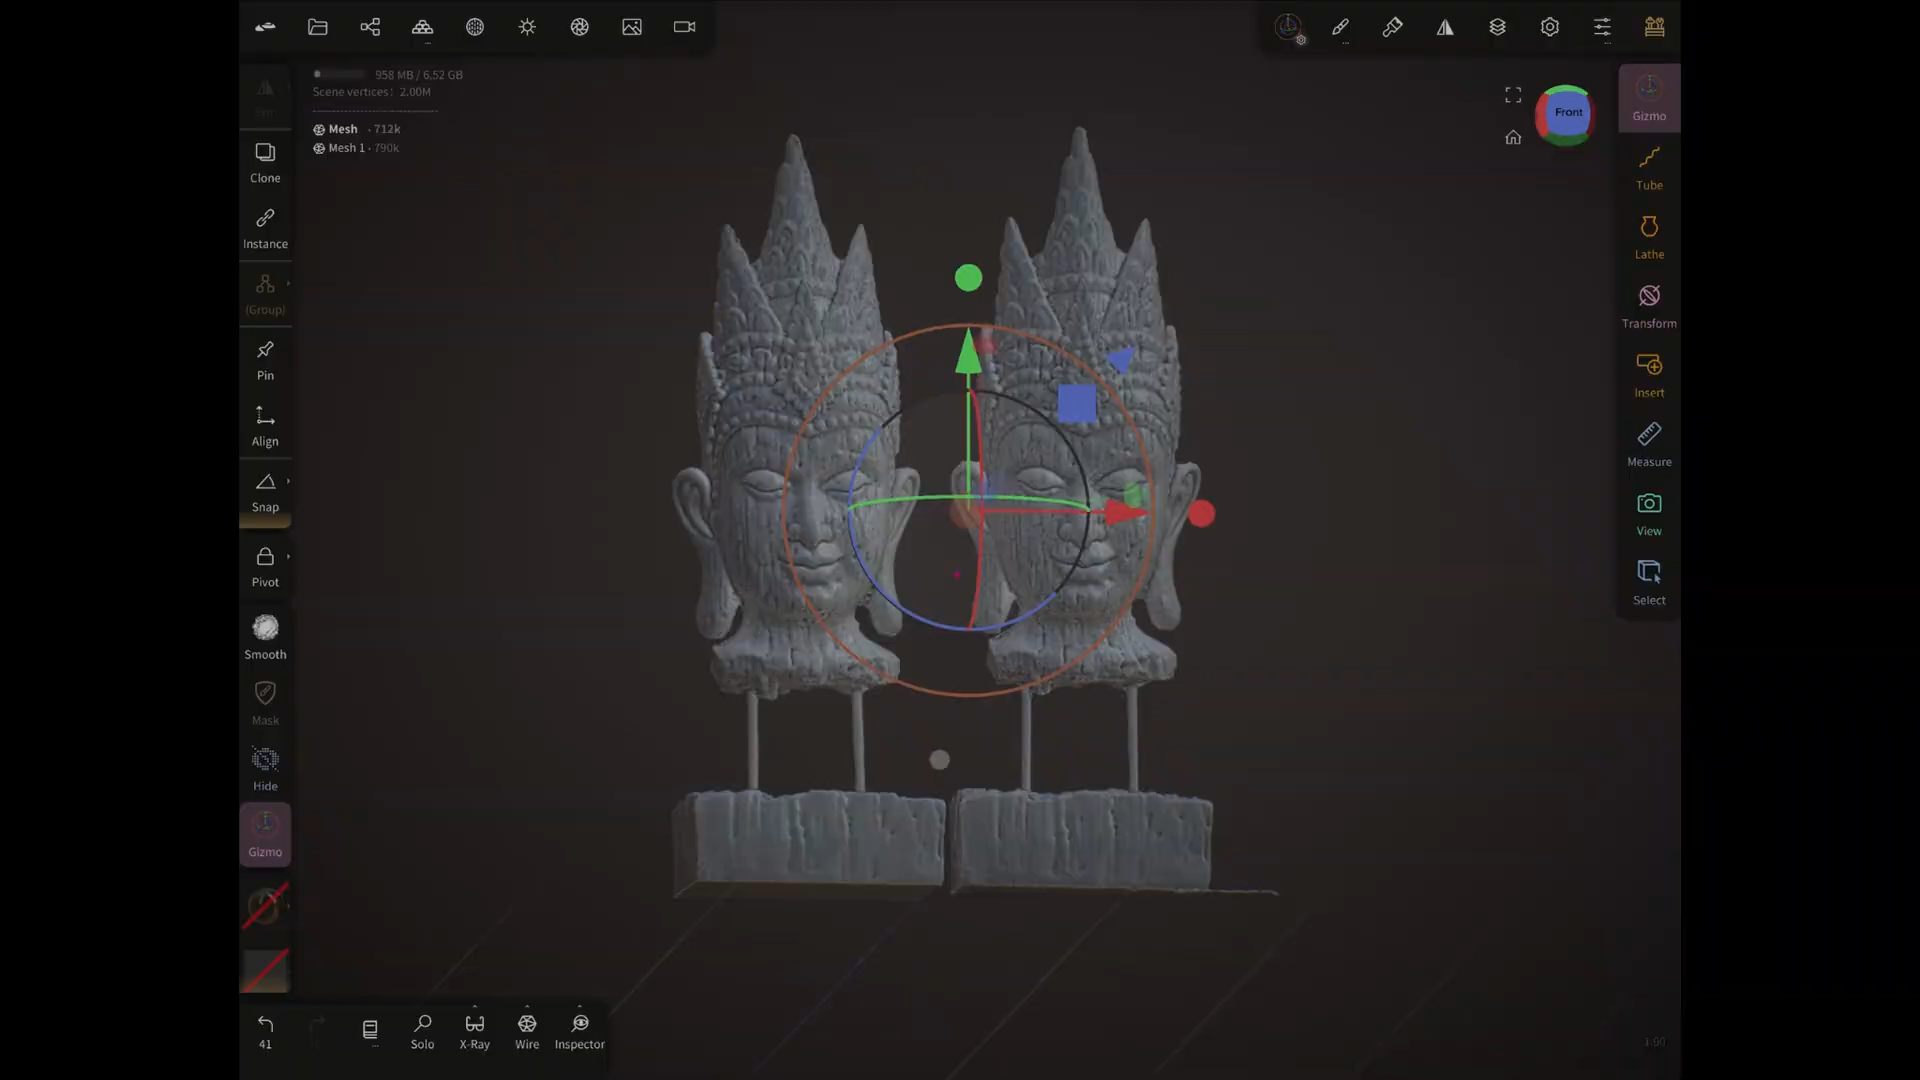 958 MB / 6.52 GB
Scene vertices: 2.00M
Mesh · 712k
Mesh 1 · 790k
Front
Clone
Instance
(Group)
Pin
Align
Snap
Pivot
Smooth
Mask
Hide
Gizmo
Gizmo
Tube
Lathe
Transform
Insert
Measure
View
Select
41
Solo
X-Ray
Wire
Inspector
1.90